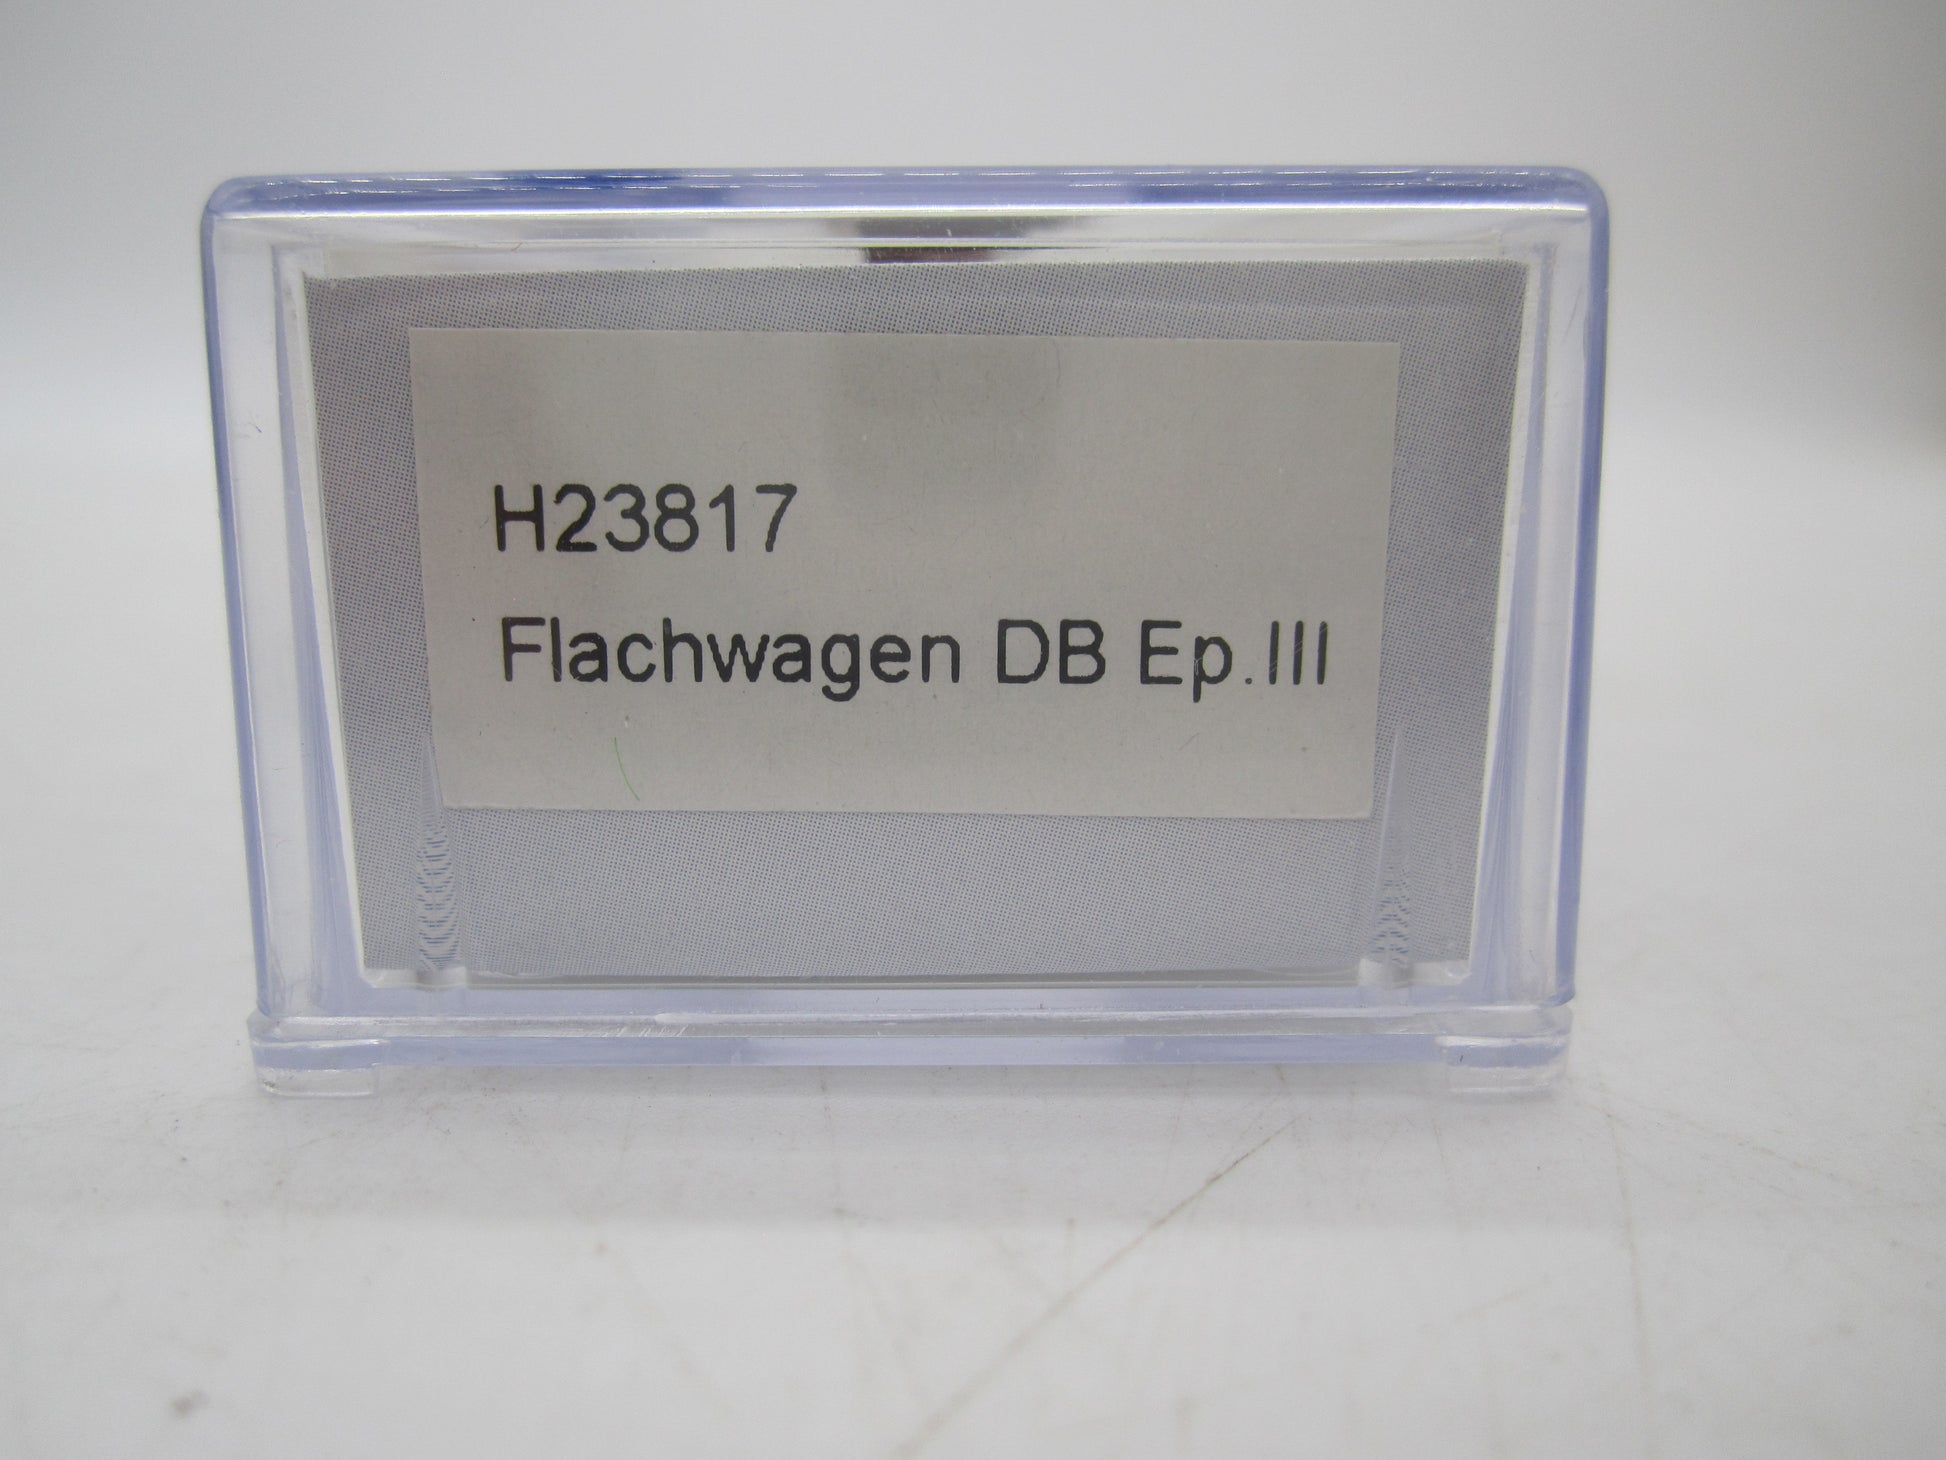 H23817
Flachwagen DB Ep.III